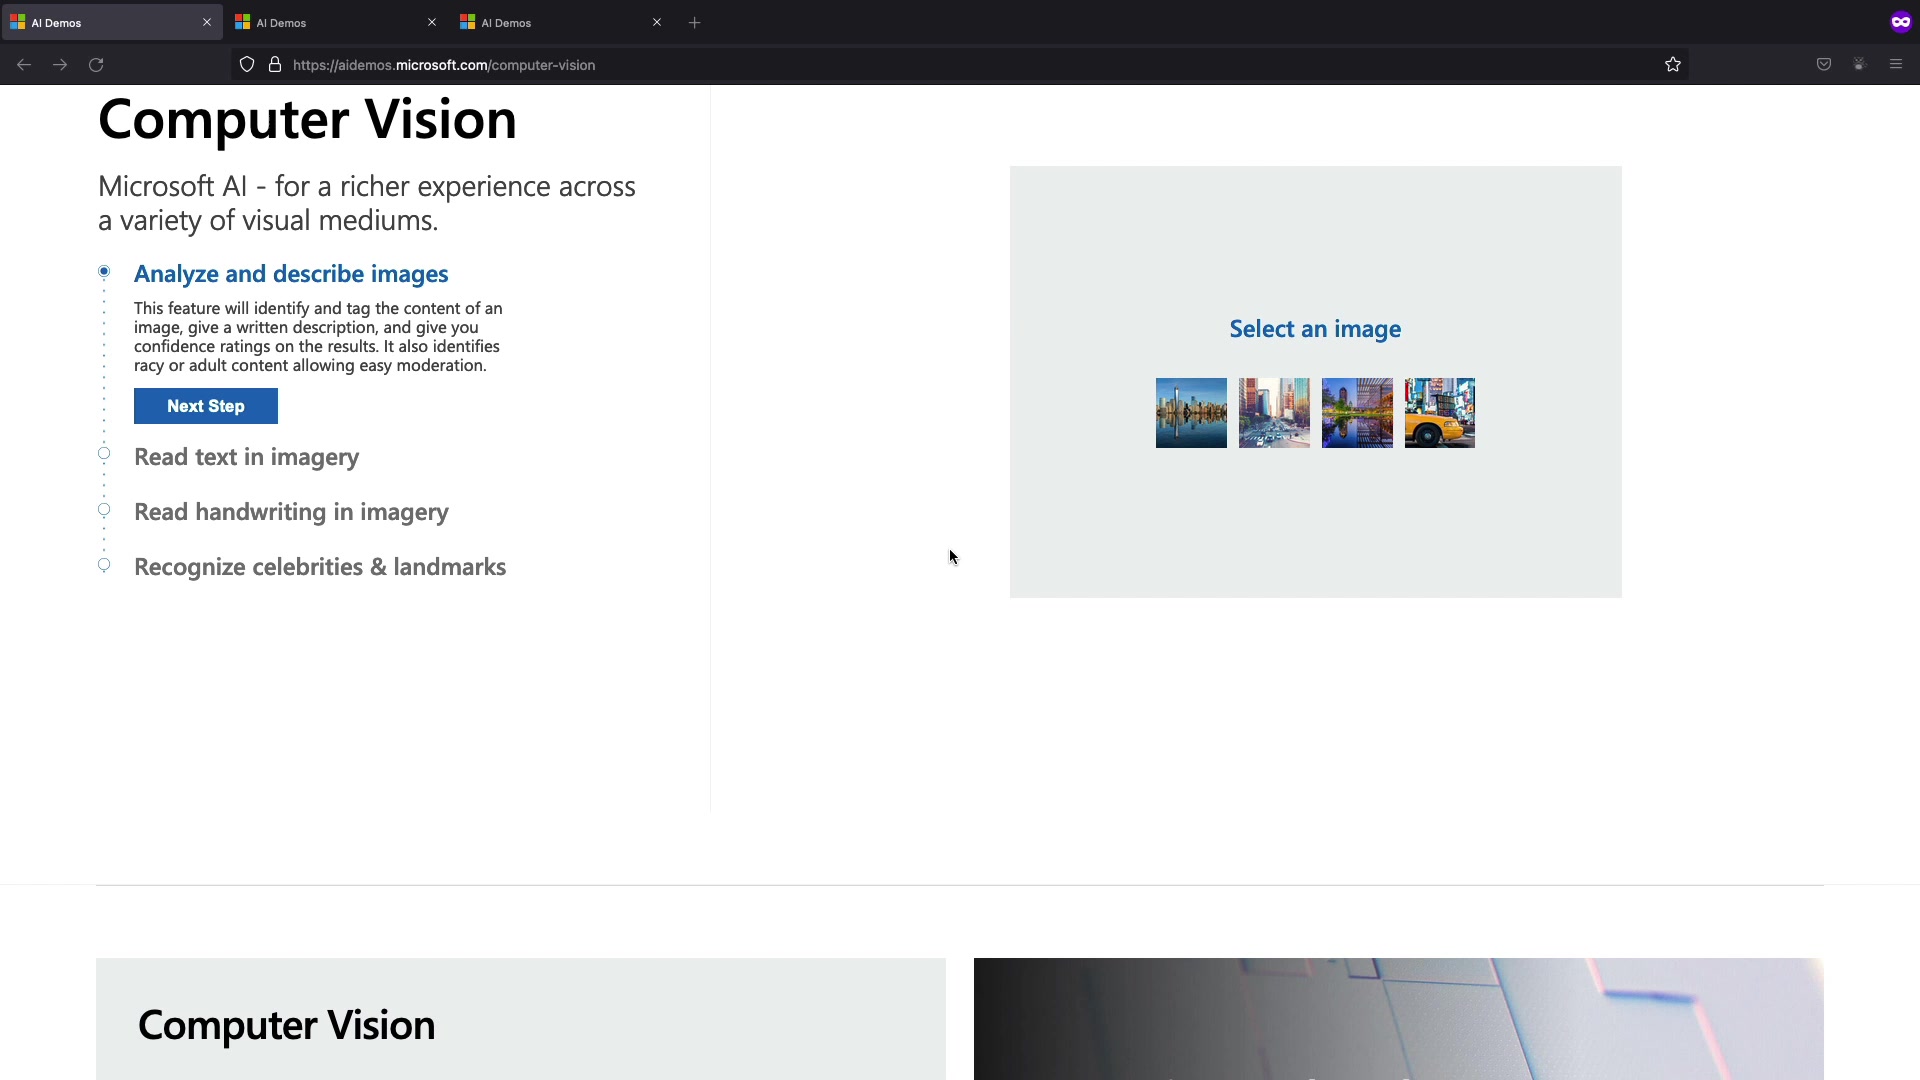 AI Demos
AI Demos
AI Demos
https://aidemos.microsoft.com/computer-vision
Computer Vision
Microsoft AI - for a richer experience across
a variety of visual mediums.
Analyze and describe images
This feature will identify and tag the content of an
image, give a written description, and give you
confidence ratings on the results. It also identifies
racy or adult content allowing easy moderation.
Next Step
Read text in imagery
Read handwriting in imagery
Recognize celebrities & landmarks
Select an image
Computer Vision